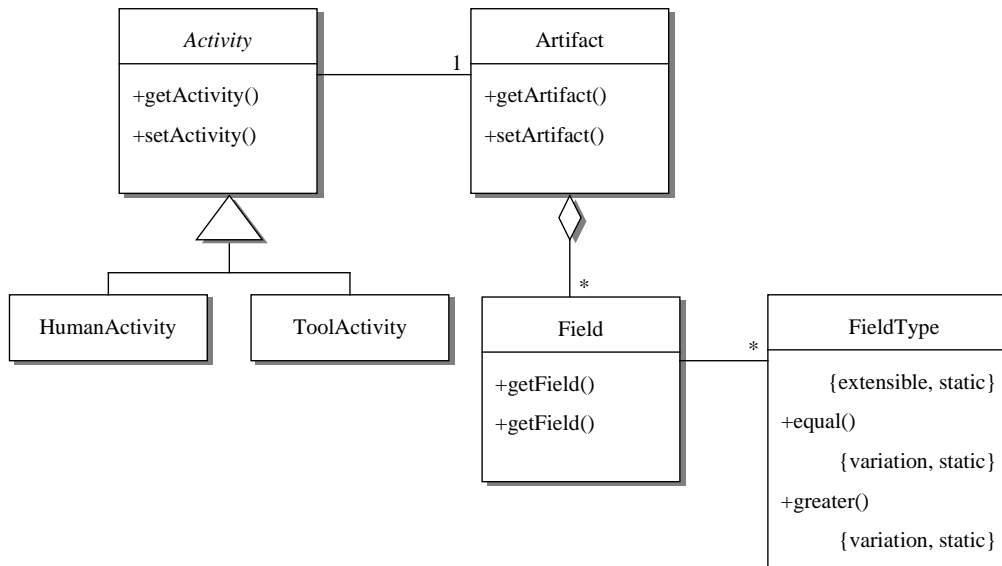 Activity
+getActivity()
+setActivity()
1
Artifact
+getArtifact()
+setArtifact()
*
HumanActivity
ToolActivity
Field
+getField()
+getField()
*
FieldType
{extensible, static}
+equal()
{variation, static}
+greater()
{variation, static}